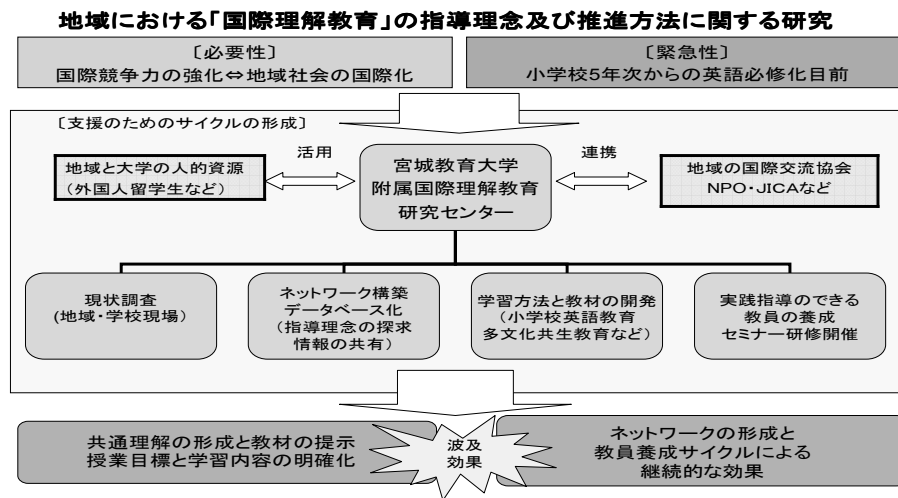 地域における「国際理解教育」の指導理念及び推進方法に関する研究
〔必要性〕
国際競争力の強化⇔地域社会の国際化
〔緊急性〕
小学校5年次からの英語必修化目前
〔支援のためのサイクルの形成〕
地域と大学の人的資源
(外国人留学生など)
活用
宮城教育大学
附属国際理解教育
研究センター
連携
地域の国際交流協会
NPO・JICAなど
現状調査
(地域・学校現場)
ネットワーク構築
データベース化
(指導理念の探求
情報の共有)
学習方法と教材の開発
(小学校英語教育
多文化共生教育など)
実践指導のできる
教員の養成
セミナー研修開催
共通理解の形成と教材の提示
授業目標と学習内容の明確化
波及
効果
ネットワークの形成と
教員養成サイクルによる
継続的な効果